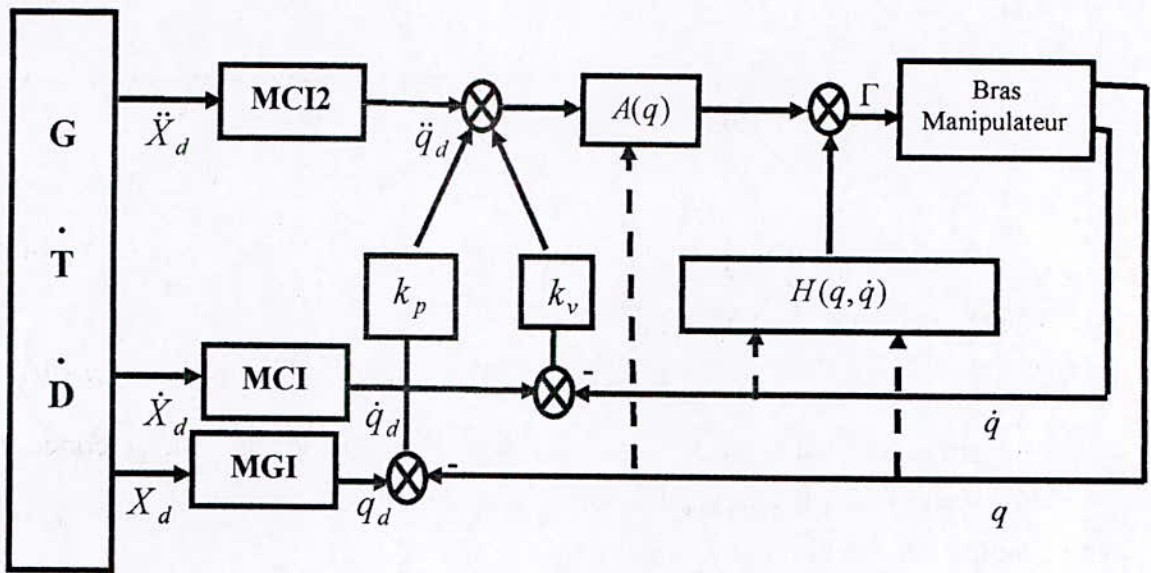 G
.
T
.
D
Ẍ_d
MCI2
q̈_d
A(q)
Γ
Bras
Manipulateur
k_p
k_v
H(q, q̇)
Ẋ_d
MCI
q̇_d
-
q̇
X_d
MGI
q_d
-
q